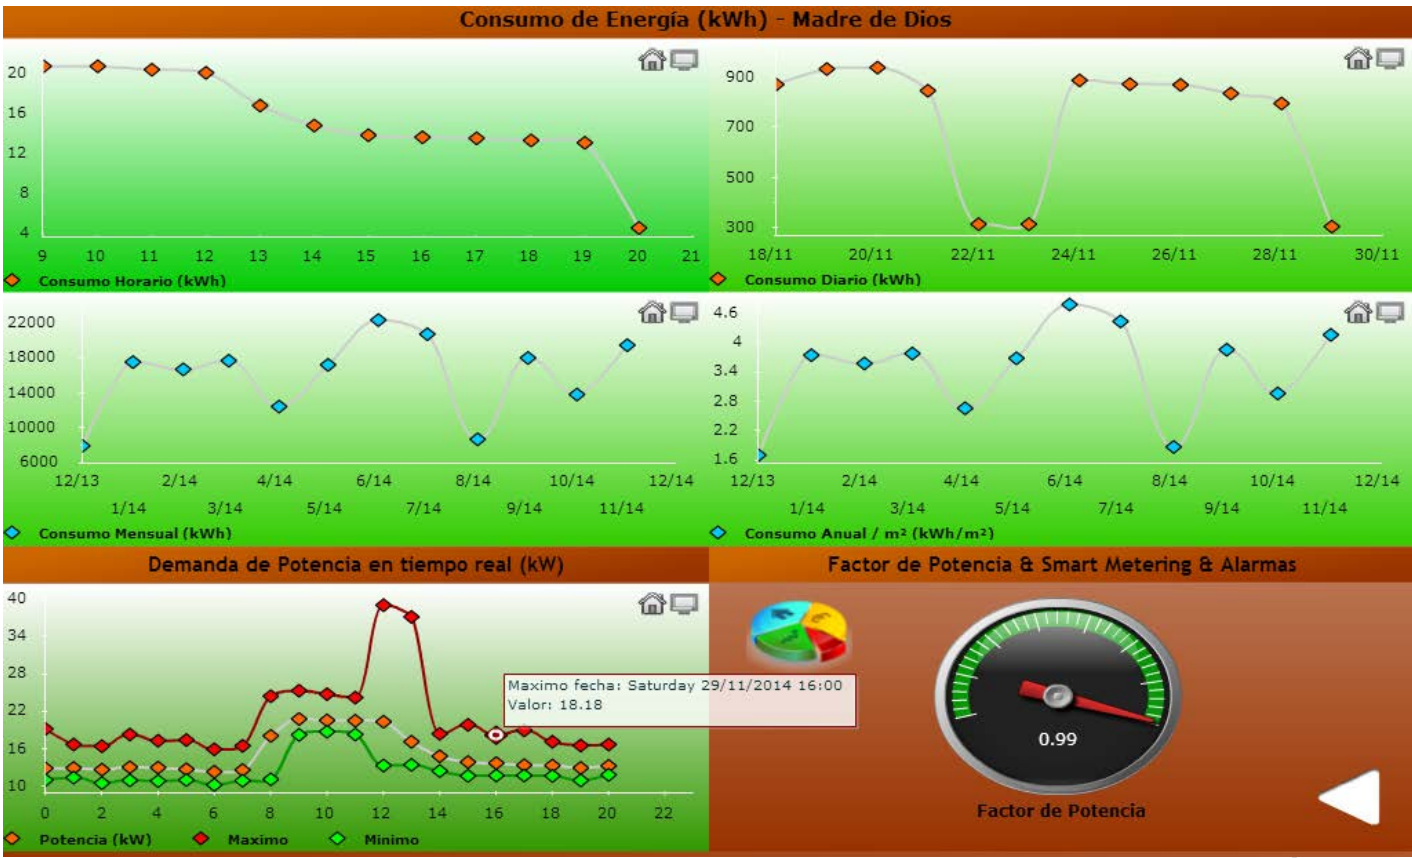 Consumo de Energía (kWh) - Madre de Dios
20
16
12
8
4
9 10 11 12 13 14 15 16 17 18 19 20 21
Consumo Horario (kWh)
900
700
500
300
18/11 20/11 22/11 24/11 26/11 28/11 30/11
Consumo Diario (kWh)
22000
18000
14000
10000
6000
12/13 2/14 4/14 6/14 8/14 10/14 12/14
1/14 3/14 5/14 7/14 9/14 11/14
Consumo Mensual (kWh)
4.6
4
3.4
2.8
2.2
1.6
12/13 2/14 4/14 6/14 8/14 10/14 12/14
1/14 3/14 5/14 7/14 9/14 11/14
Consumo Anual / m² (kWh/m²)
Demanda de Potencia en tiempo real (kW)
40
34
28
22
16
10
0 2 4 6 8 10 12 14 16 18 20 22
Potencia (kW) Maximo Minimo
Maximo fecha: Saturday 29/11/2014 16:00
Valor: 18.18
Factor de Potencia & Smart Metering & Alarmas
0.99
Factor de Potencia